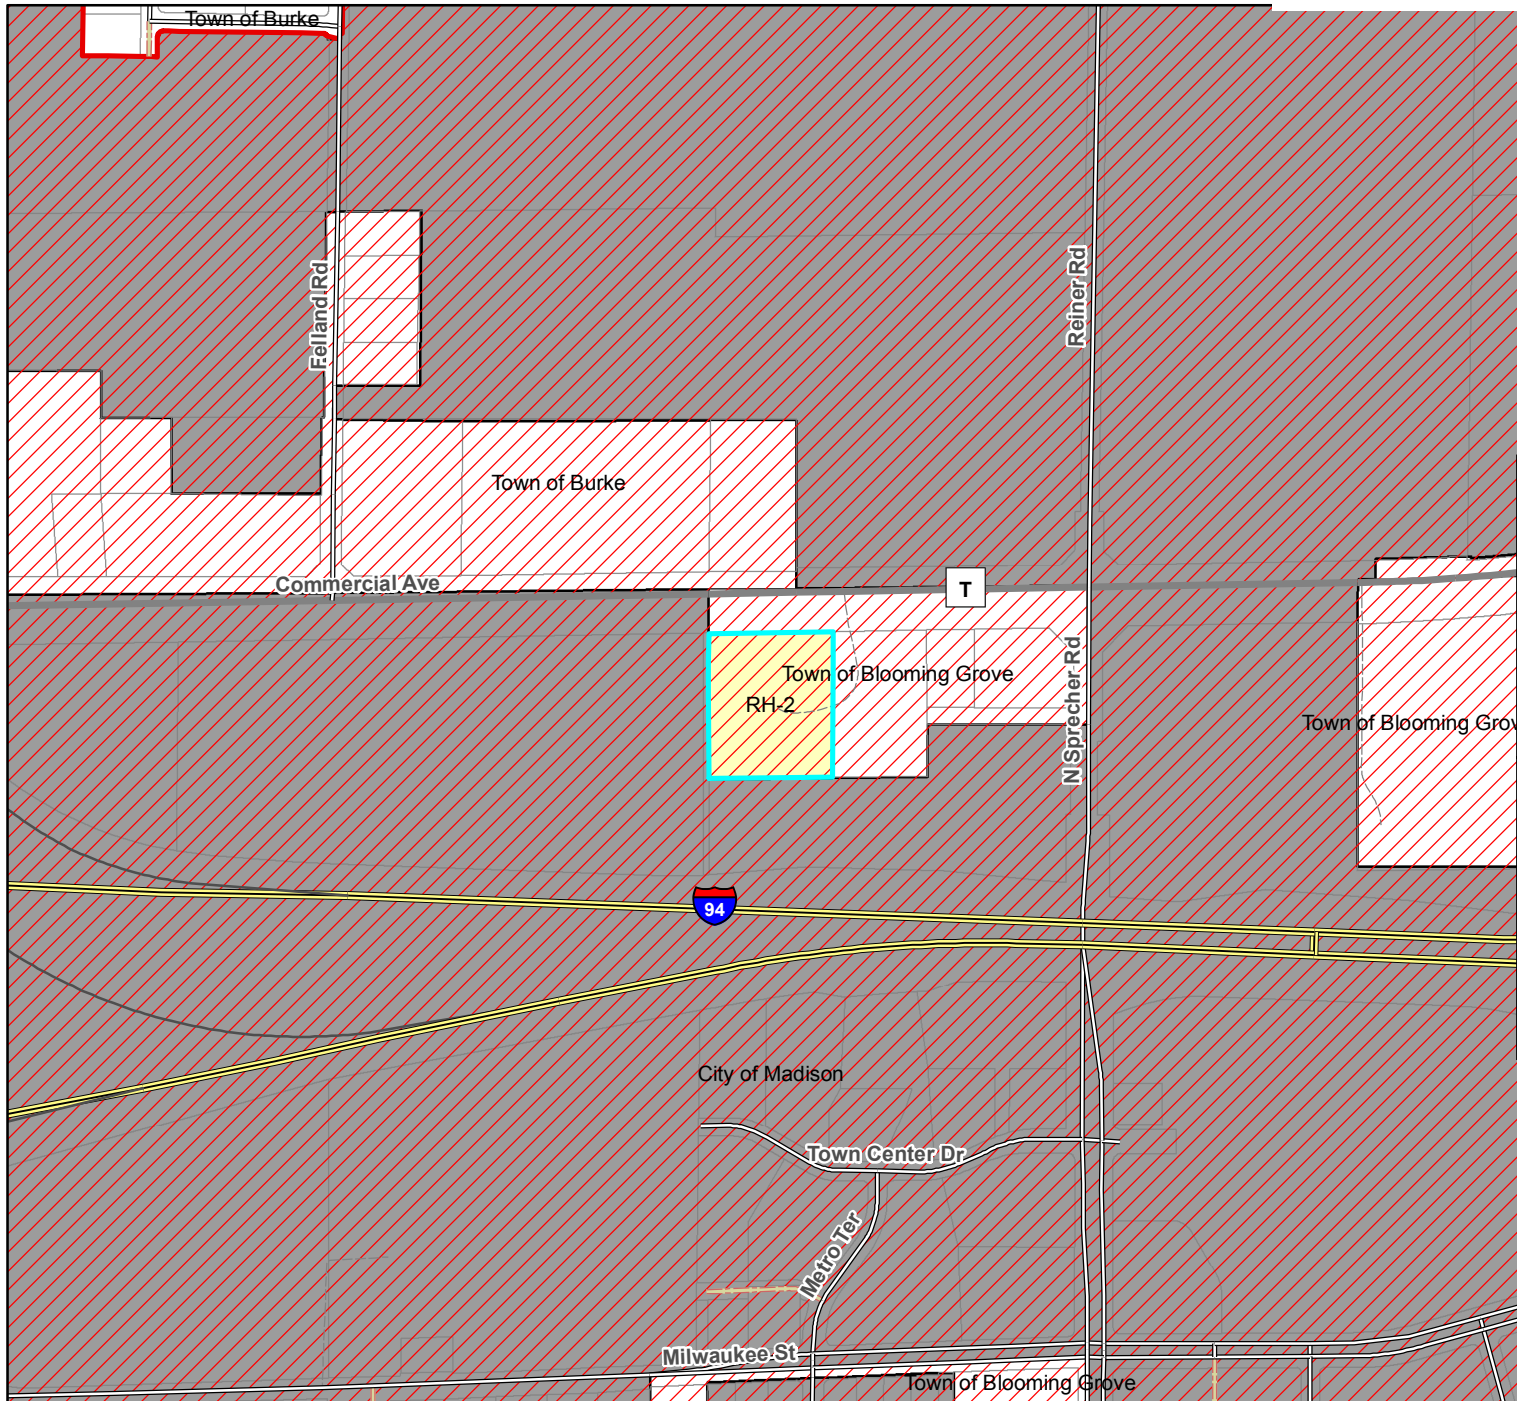 Town of Burke
Felland Rd
Reiner Rd
Town of Burke
Commercial Ave
T
N Sprecher Rd
Town of Blooming Grove
RH-2
Town of Blooming Grov
94
City of Madison
Town Center Dr
Metro Ter
Milwaukee St
Town of Blooming Grove